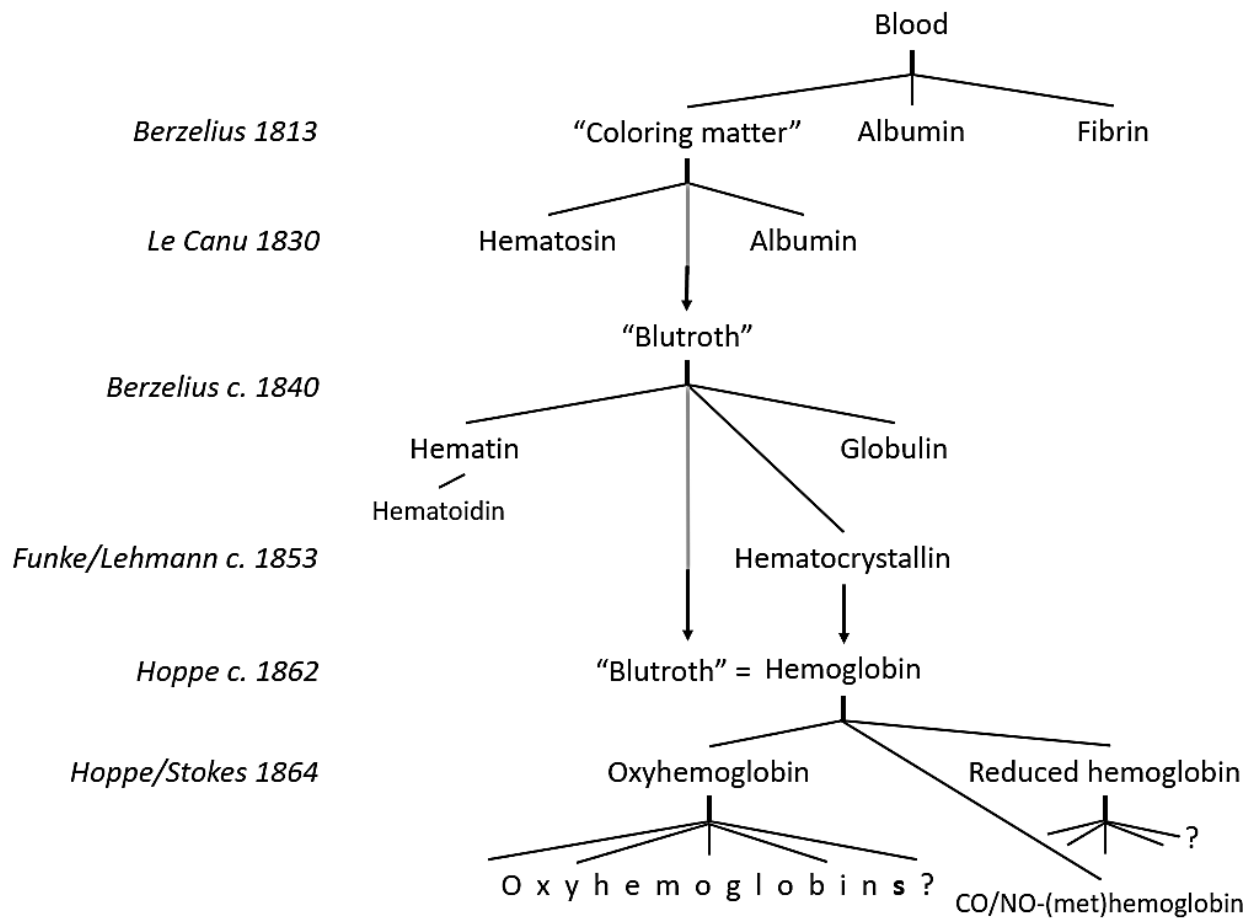 Blood
Berzelius 1813 “Coloring matter” Albumin Fibrin
Le Canu 1830 Hematosin Albumin
“Blutroth”
Berzelius c. 1840
Hematin Globulin
Hematoidin
Funke/Lehmann c. 1853 Hematocrystallin
Hoppe c. 1862 “Blutroth” = Hemoglobin
Hoppe/Stokes 1864 Oxyhemoglobin Reduced hemoglobin
?
O x y h e m o g l o b i n s ?
CO/NO-(met)hemoglobin